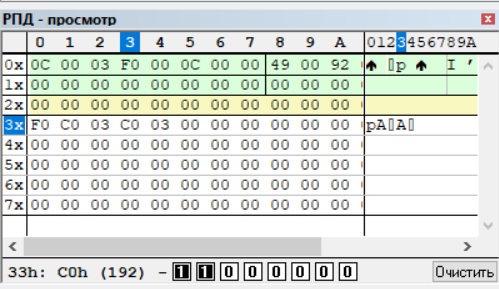 РПД - просмотр
0 1 2 3 4 5 6 7 8 9 A 0123456789A
0x 0C 00 03 F0 00 0C 00 00 49 00 92 ♠ ▯p ♠ I ’
1x 00 00 00 00 00 00 00 00 00 00 00
2x 00 00 00 00 00 00 00 00 00 00 00
3x F0 C0 03 C0 03 00 00 00 00 00 00 pА▯А▯
4x 00 00 00 00 00 00 00 00 00 00 00
5x 00 00 00 00 00 00 00 00 00 00 00
6x 00 00 00 00 00 00 00 00 00 00 00
7x 00 00 00 00 00 00 00 00 00 00 00
33h: C0h (192) - 1 1 0 0 0 0 0 0 Очистить